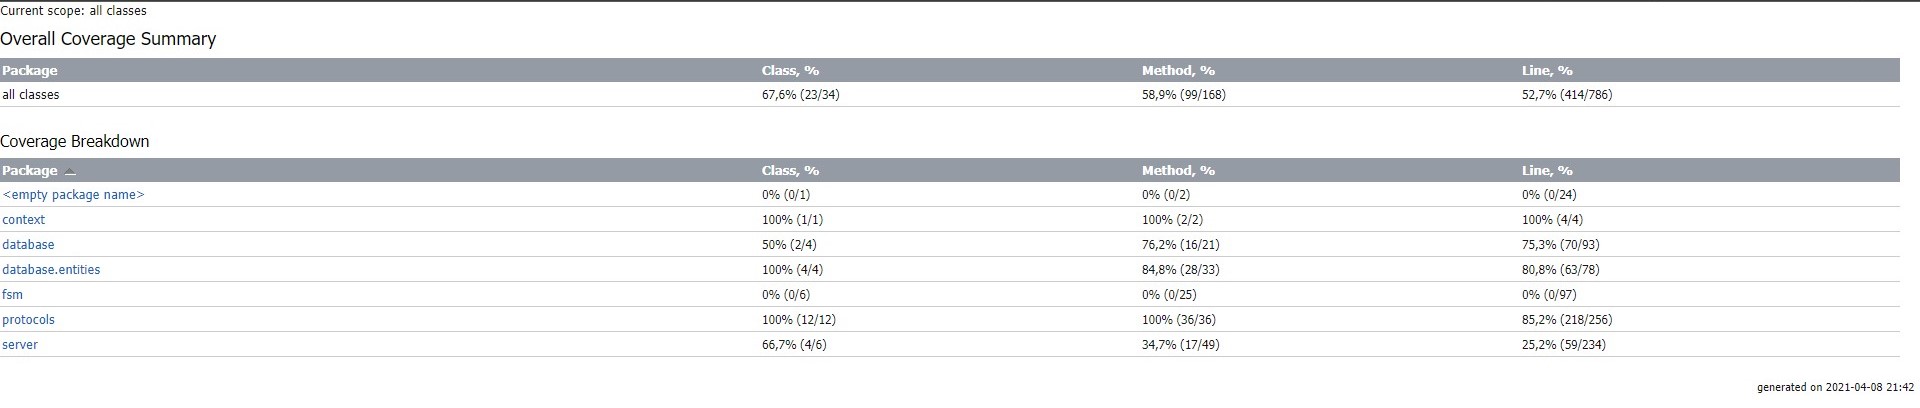 Current scope: all classes
Overall Coverage Summary
Package Class, % Method, % Line, %
all classes 67,6% (23/34) 58,9% (99/168) 52,7% (414/786)
Coverage Breakdown
Package Class, % Method, % Line, %
<empty package name> 0% (0/1) 0% (0/2) 0% (0/24)
context 100% (1/1) 100% (2/2) 100% (4/4)
database 50% (2/4) 76,2% (16/21) 75,3% (70/93)
database.entities 100% (4/4) 84,8% (28/33) 80,8% (63/78)
fsm 0% (0/6) 0% (0/25) 0% (0/97)
protocols 100% (12/12) 100% (36/36) 85,2% (218/256)
server 66,7% (4/6) 34,7% (17/49) 25,2% (59/234)
generated on 2021-04-08 21:42